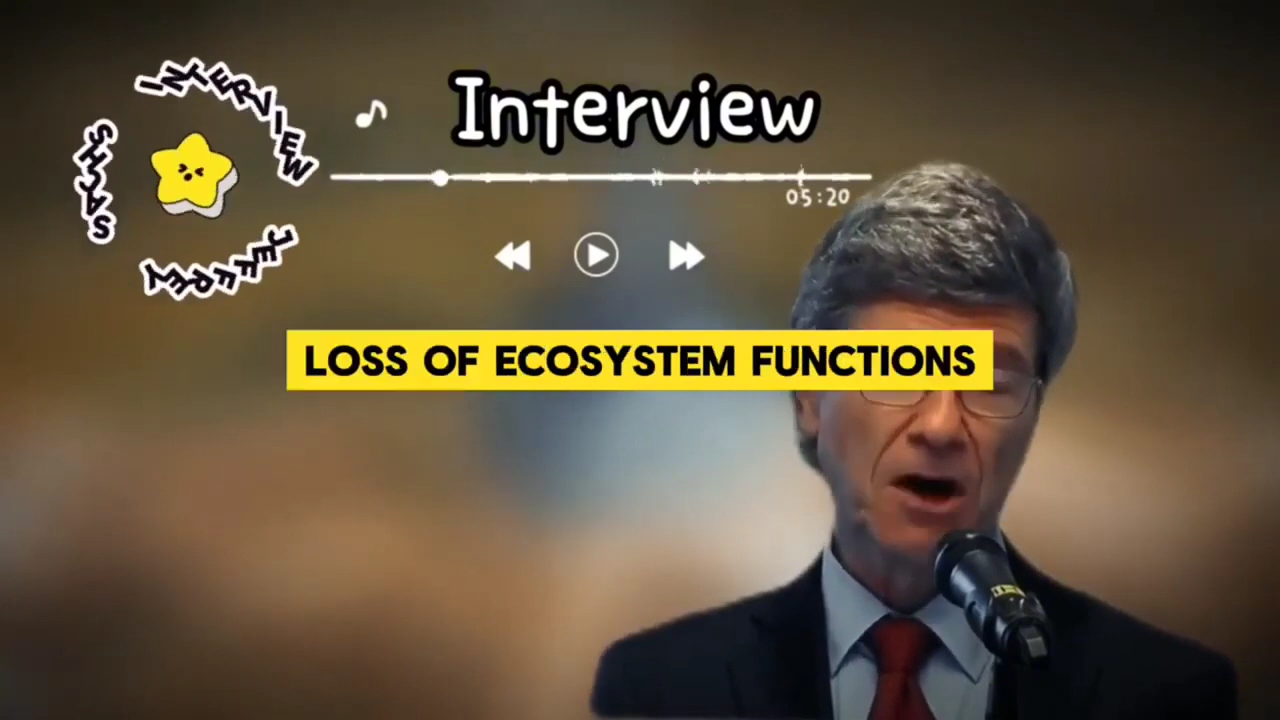 INTERVIEW
JEFFREY
SACHS
Interview
05:20
LOSS OF ECOSYSTEM FUNCTIONS